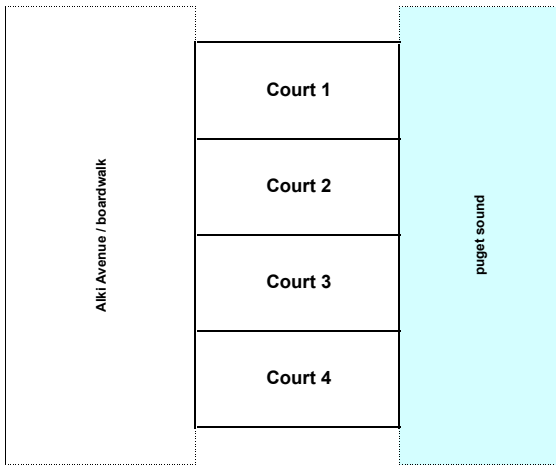 Court 1
Court 2
Alki Avenue / boardwalk
puget sound
Court 3
Court 4